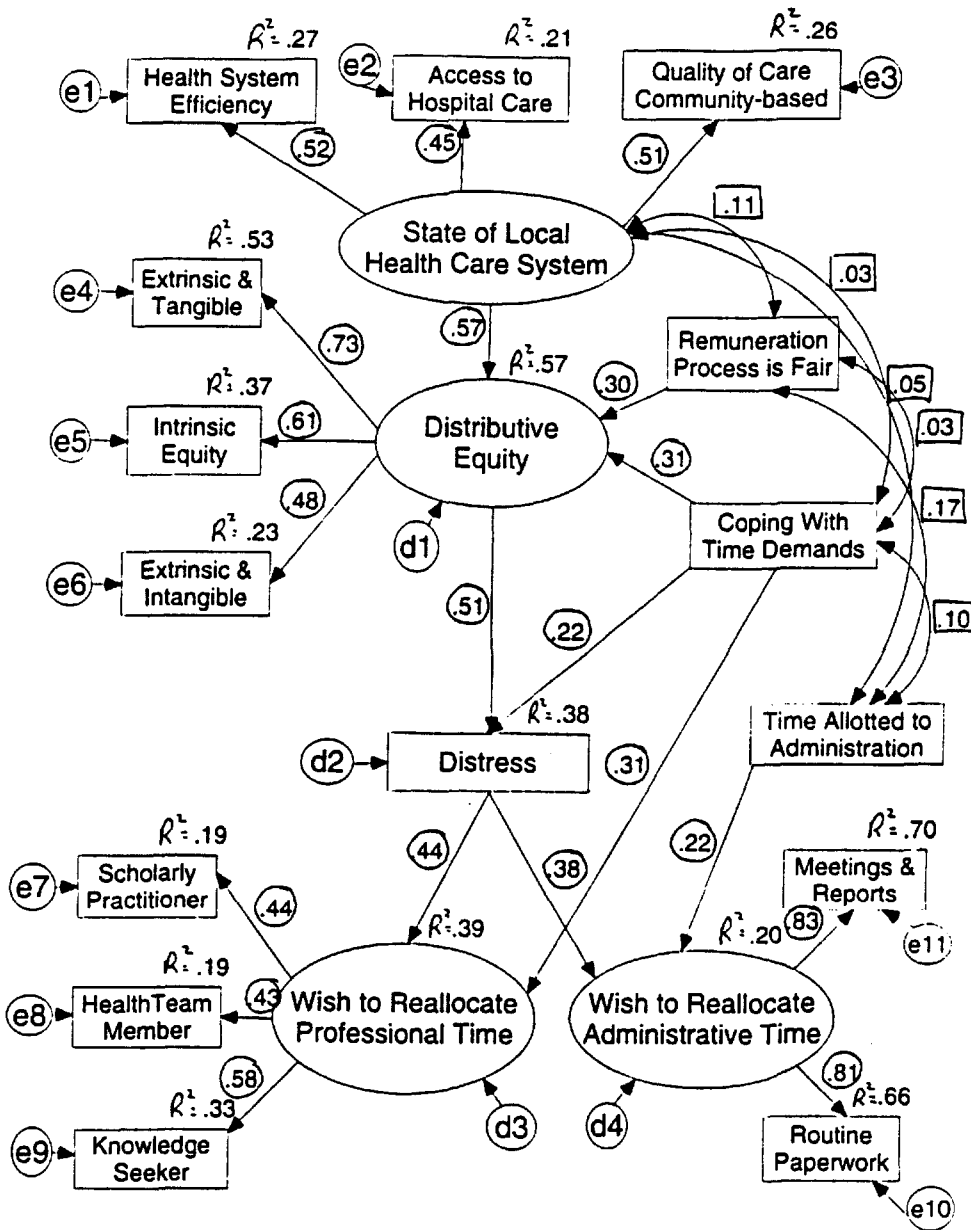 R²= .27
R²= .21
R²= .26
e1
Health System
Efficiency
e2
Access to
Hospital Care
Quality of Care
Community-based
e3
.52
.45
.51
.11
State of Local
Health Care System
.03
R²= .53
e4
Extrinsic &
Tangible
.73
.57
Remuneration
Process is Fair
R²=.57
.30
.05
.03
R²= .37
e5
Intrinsic
Equity
.61
Distributive
Equity
.31
.48
.17
R²= .23
e6
Extrinsic &
Intangible
d1
Coping With
Time Demands
.51
.22
.10
R²=.38
d2
Distress
Time Allotted to
Administration
.31
R²= .19
e7
Scholarly
Practitioner
.44
.44
.38
.22
R²= .70
Meetings &
Reports
R²=.39
R²=.20
.83
e11
R²= .19
e8
HealthTeam
Member
.43
Wish to Reallocate
Professional Time
Wish to Reallocate
Administrative Time
.58
R²=.33
.81
R²=.66
e9
Knowledge
Seeker
d3
d4
Routine
Paperwork
e10